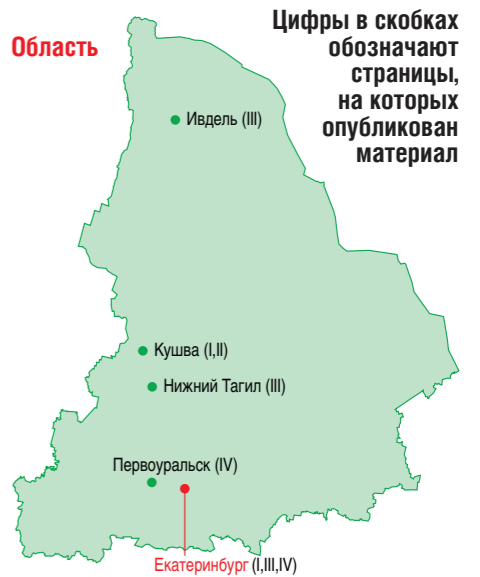 Область
Цифры в скобках
обозначают
страницы,
на которых
опубликован
материал
Ивдель (III)
Кушва (I,II)
Нижний Тагил (III)
Первоуральск (IV)
Екатеринбург (I,III,IV)